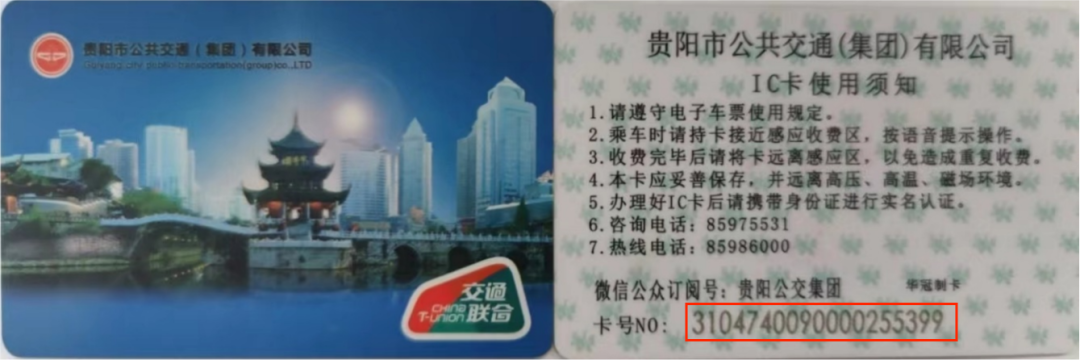 贵阳市公共交通（集团）有限公司
交通
联合
CHINA
T-UNION
贵阳市公共交通(集团)有限公司
IC卡使用须知
1.请遵守电子车票使用规定。
2.乘车时请持卡接近感应收费区，按语音提示操作。
3.收费完毕后请将卡远离感应区，以免造成重复收费。
4.本卡应妥善保存，并远离高压、高温、磁场环境。
5.办理好IC卡后请携带身份证进行实名认证。
6.咨询电话：85975531
7.热线电话：85986000
微信公众订阅号：贵阳公交集团
华冠制卡
卡号NO: 3104740090000255399